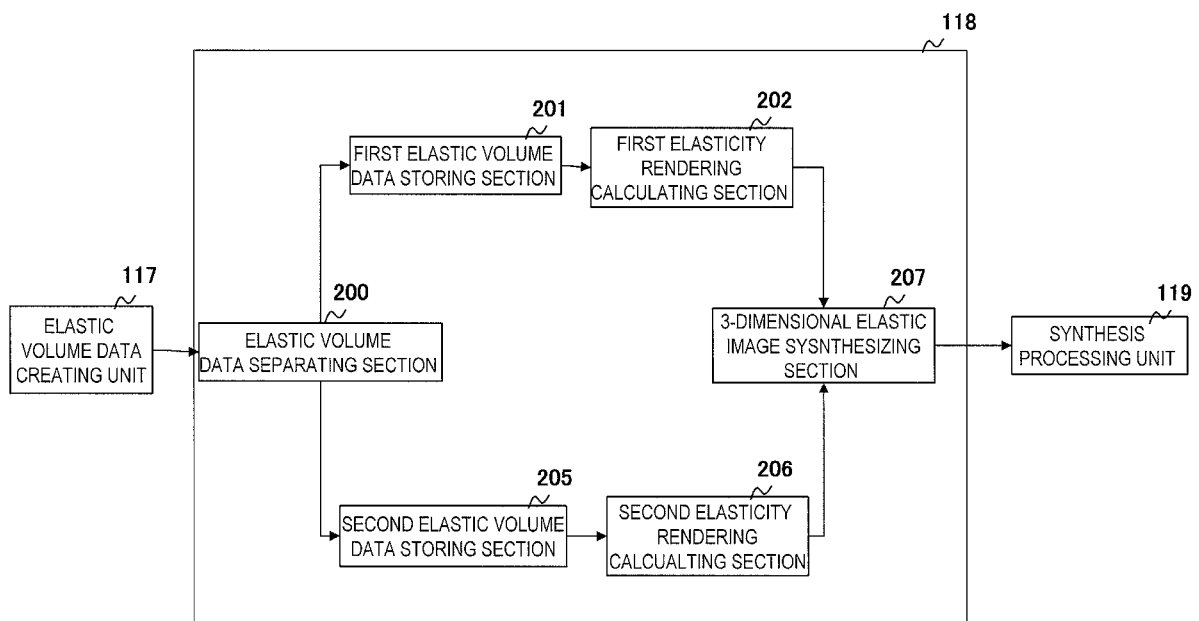 118
201
FIRST ELASTIC VOLUME
DATA STORING SECTION
202
FIRST ELASTICITY
RENDERING
CALCULATING SECTION
117
ELASTIC
VOLUME DATA
CREATING UNIT
200
ELASTIC VOLUME
DATA SEPARATING SECTION
207
3-DIMENSIONAL ELASTIC
IMAGE SYSNTHESIZING
SECTION
119
SYNTHESIS
PROCESSING UNIT
205
SECOND ELASTIC VOLUME
DATA STORING SECTION
206
SECOND ELASTICITY
RENDERING
CALCUALTING SECTION